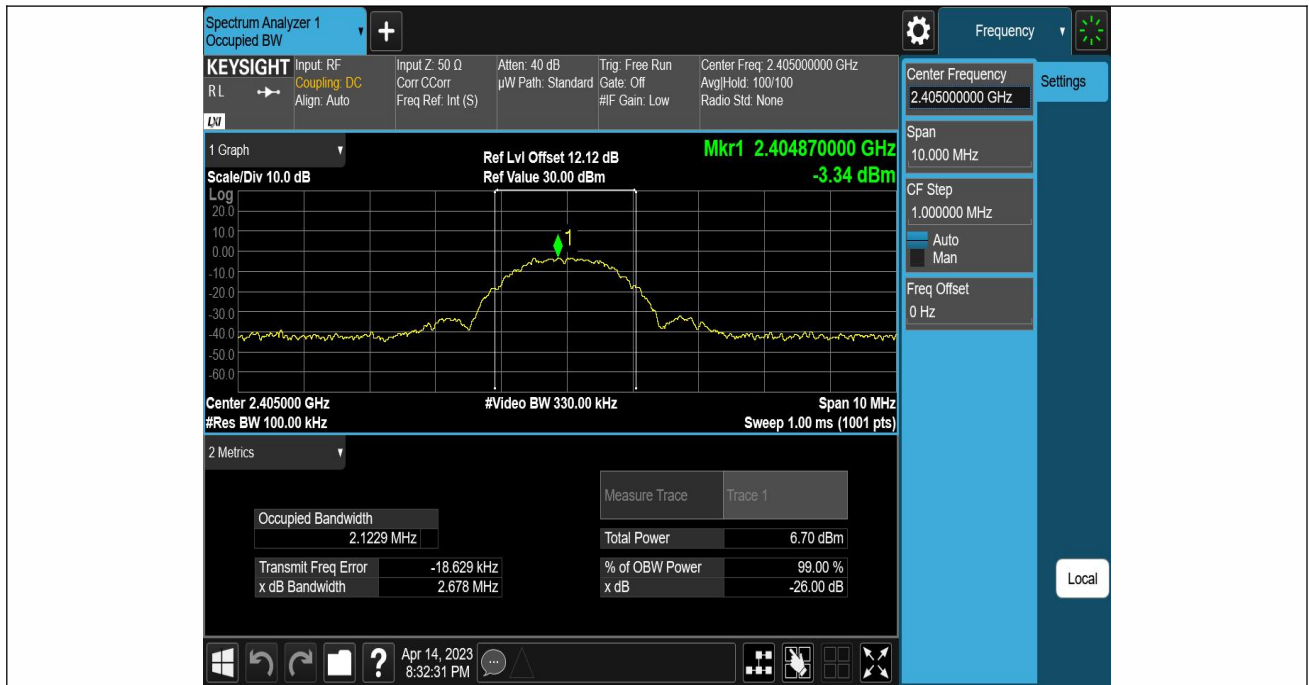 Spectrum Analyzer 1
Occupied BW
+
Frequency
KEYSIGHT
RL
LXI
Input: RF
Coupling: DC
Align: Auto
Input Z: 50 Ω
Corr CCorr
Freq Ref: Int (S)
Atten: 40 dB
µW Path: Standard
Trig: Free Run
Gate: Off
#IF Gain: Low
Center Freq: 2.405000000 GHz
Avg|Hold: 100/100
Radio Std: None
Center Frequency
2.405000000 GHz
Settings
Span
10.000 MHz
CF Step
1.000000 MHz
Auto
Man
Freq Offset
0 Hz
Local
1 Graph
Scale/Div 10.0 dB
Ref Lvl Offset 12.12 dB
Ref Value 30.00 dBm
Mkr1 2.404870000 GHz
-3.34 dBm
Log
20.0
10.0
0.00
-10.0
-20.0
-30.0
-40.0
-50.0
-60.0
1
Center 2.405000 GHz
#Video BW 330.00 kHz
Span 10 MHz
#Res BW 100.00 kHz
Sweep 1.00 ms (1001 pts)
2 Metrics
Measure Trace Trace 1
Occupied Bandwidth
2.1229 MHz
Total Power 6.70 dBm
Transmit Freq Error -18.629 kHz
% of OBW Power 99.00 %
x dB Bandwidth 2.678 MHz
x dB -26.00 dB
?
Apr 14, 2023
8:32:31 PM